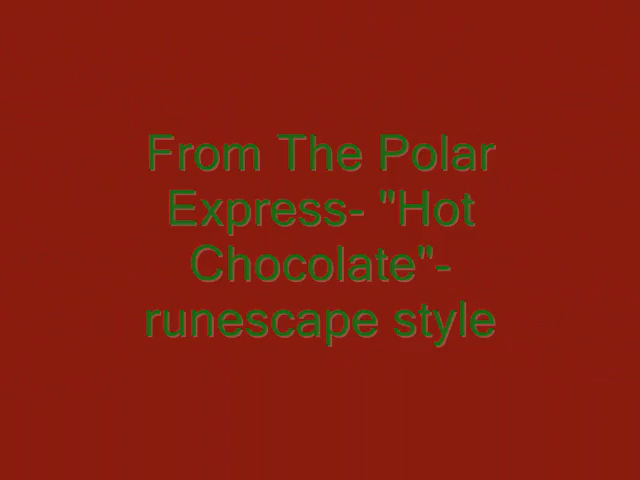 From The Polar
Express- "Hot
Chocolate"-
runescape style